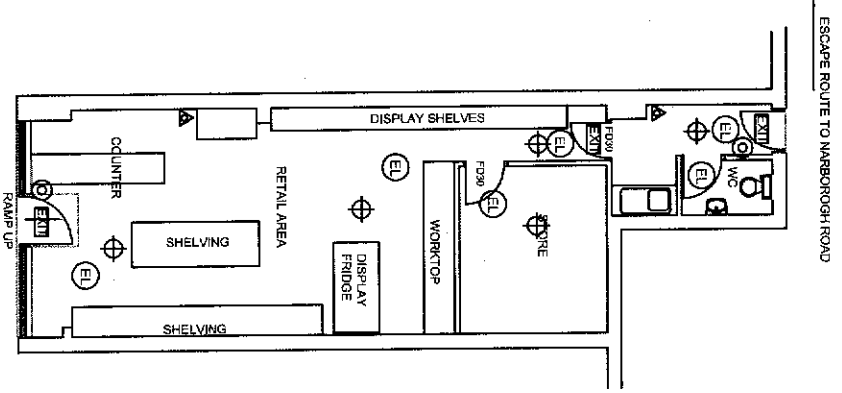 ESCAPE ROUTE TO NARBOROGH ROAD
DISPLAY SHELVES
FD30
EXIT
EL
EXIT
EL
EL
WC
FD30
EL
STORE
COUNTER
RETAIL AREA
EL
WORKTOP
EXIT
RAMP UP
SHELVING
DISPLAY
FRIDGE
EL
SHELVING